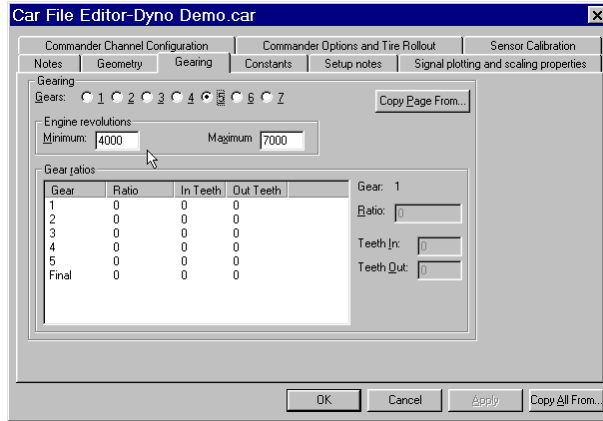 Car File Editor-Dyno Demo.car
Commander Channel Configuration Commander Options and Tire Rollout Sensor Calibration
Notes Geometry Gearing Constants Setup notes Signal plotting and scaling properties
Gearing
Gears: 1 2 3 4 5 6 7 Copy Page From...
Engine revolutions
Minimum: 4000 Maximum 7000
Gear ratios
Gear Ratio In Teeth Out Teeth Gear: 1
1 0 0 0
2 0 0 0 Ratio: 0
3 0 0 0
4 0 0 0 Teeth In: 0
5 0 0 0
Final 0 0 0 Teeth Out: 0
OK Cancel Apply Copy All From...